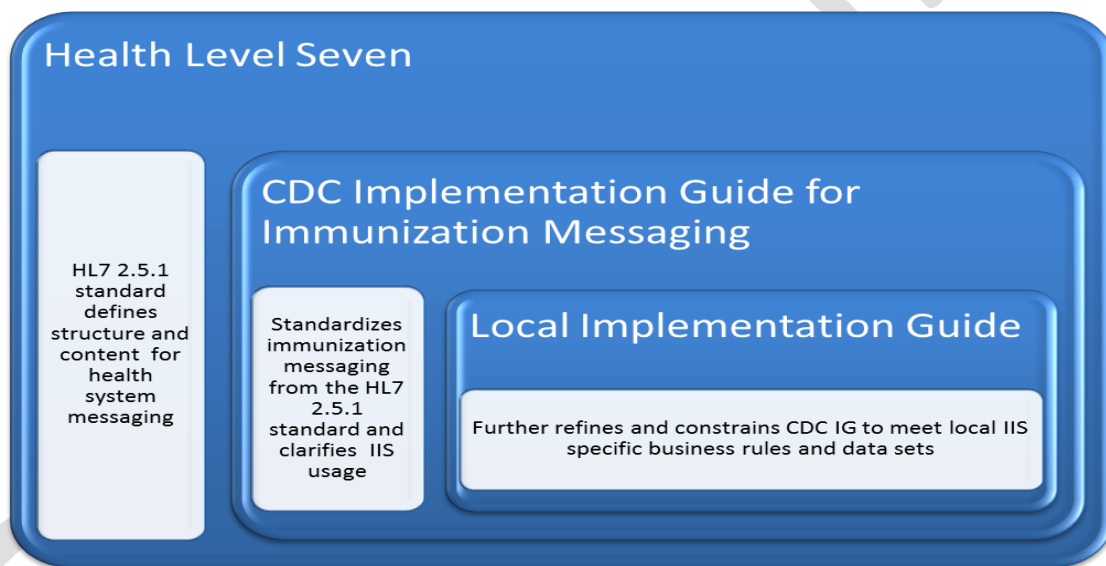 Health Level Seven
HL7 2.5.1
standard
defines
structure and
content for
health
system
messaging
CDC Implementation Guide for
Immunization Messaging
Standardizes
immunization
messaging
from the HL7
2.5.1
standard and
clarifies IIS
usage
Local Implementation Guide
Further refines and constrains CDC IG to meet local IIS
specific business rules and data sets